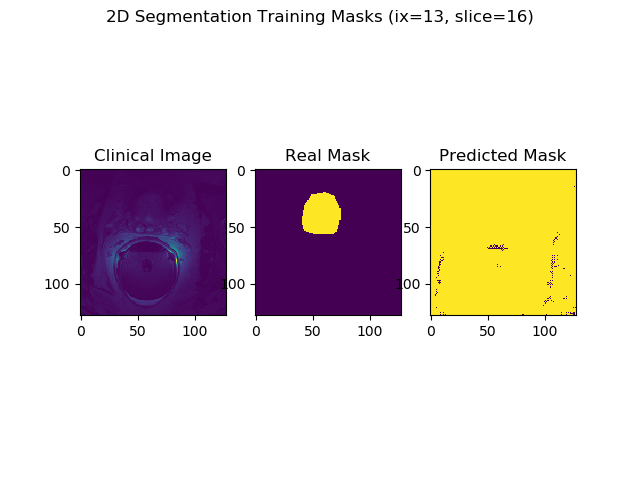 2D Segmentation Training Masks (ix=13, slice=16)
Clinical Image Real Mask Predicted Mask
0 0 0
50 50 50
100 100 100
0 50 100 0 50 100 0 50 100